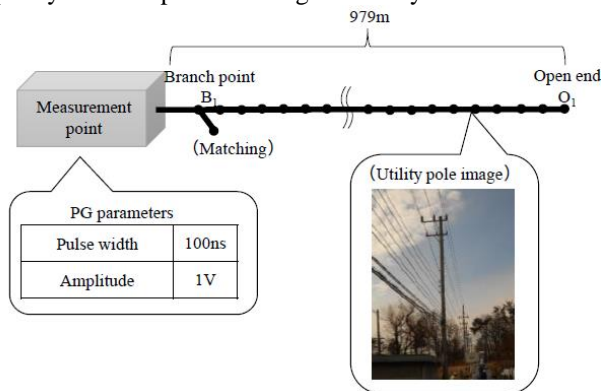 979m
Branch point
Open end
B₁
O₁
Measurement
point
(Matching)
(Utility pole image)
PG parameters
Pulse width 100ns
Amplitude 1V